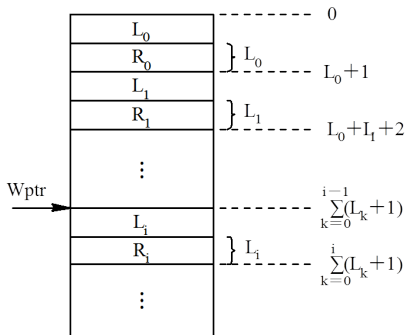 0
L₀
R₀ L₀
L₀+1
L₁
R₁ L₁
L₀+L₁+2
⋮
Wptr
i−1
∑(Lₖ+1)
k=0
Lᵢ
Rᵢ Lᵢ
i
∑(Lₖ+1)
k=0
⋮